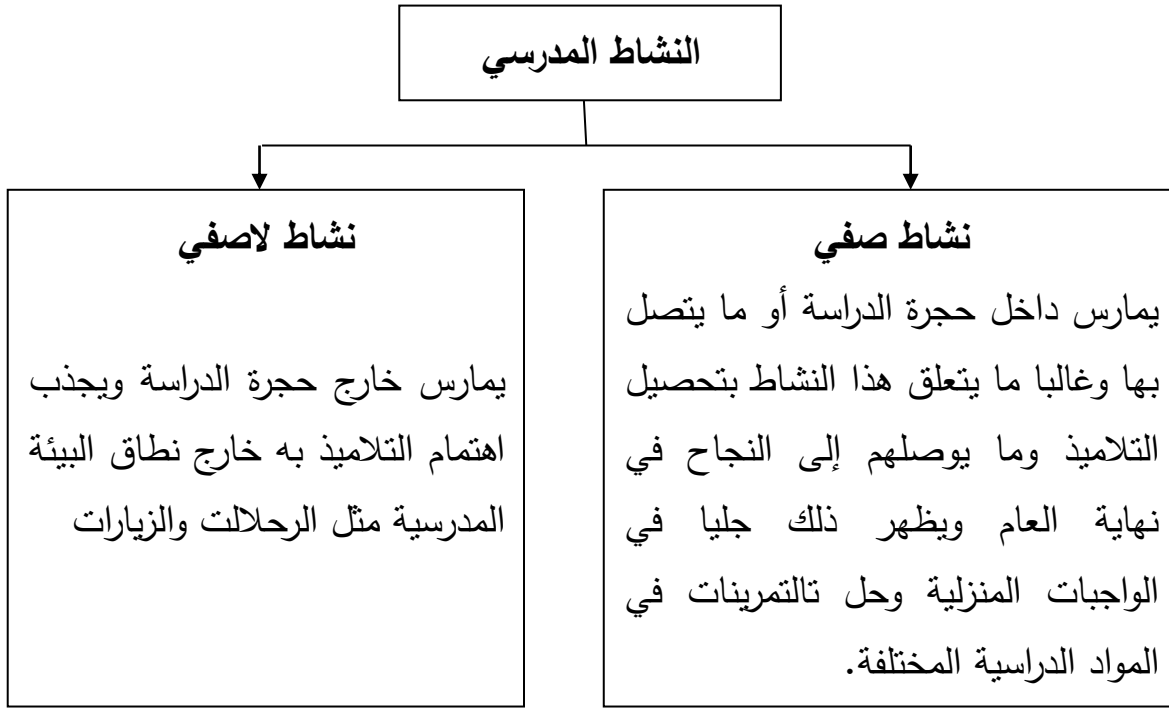 النشاط المدرسي
نشاط صفي
يمارس داخل حجرة الدراسة أو ما يتصل
بها وغالبا ما يتعلق هذا النشاط بتحصيل
التلاميذ وما يوصلهم إلى النجاح في
نهاية العام ويظهر ذلك جليا في
الواجبات المنزلية وحل تالتمرينات في
المواد الدراسية المختلفة.
نشاط لاصفي
يمارس خارج حجرة الدراسة ويجذب
اهتمام التلاميذ به خارج نطاق البيئة
المدرسية مثل الرحلالت والزيارات